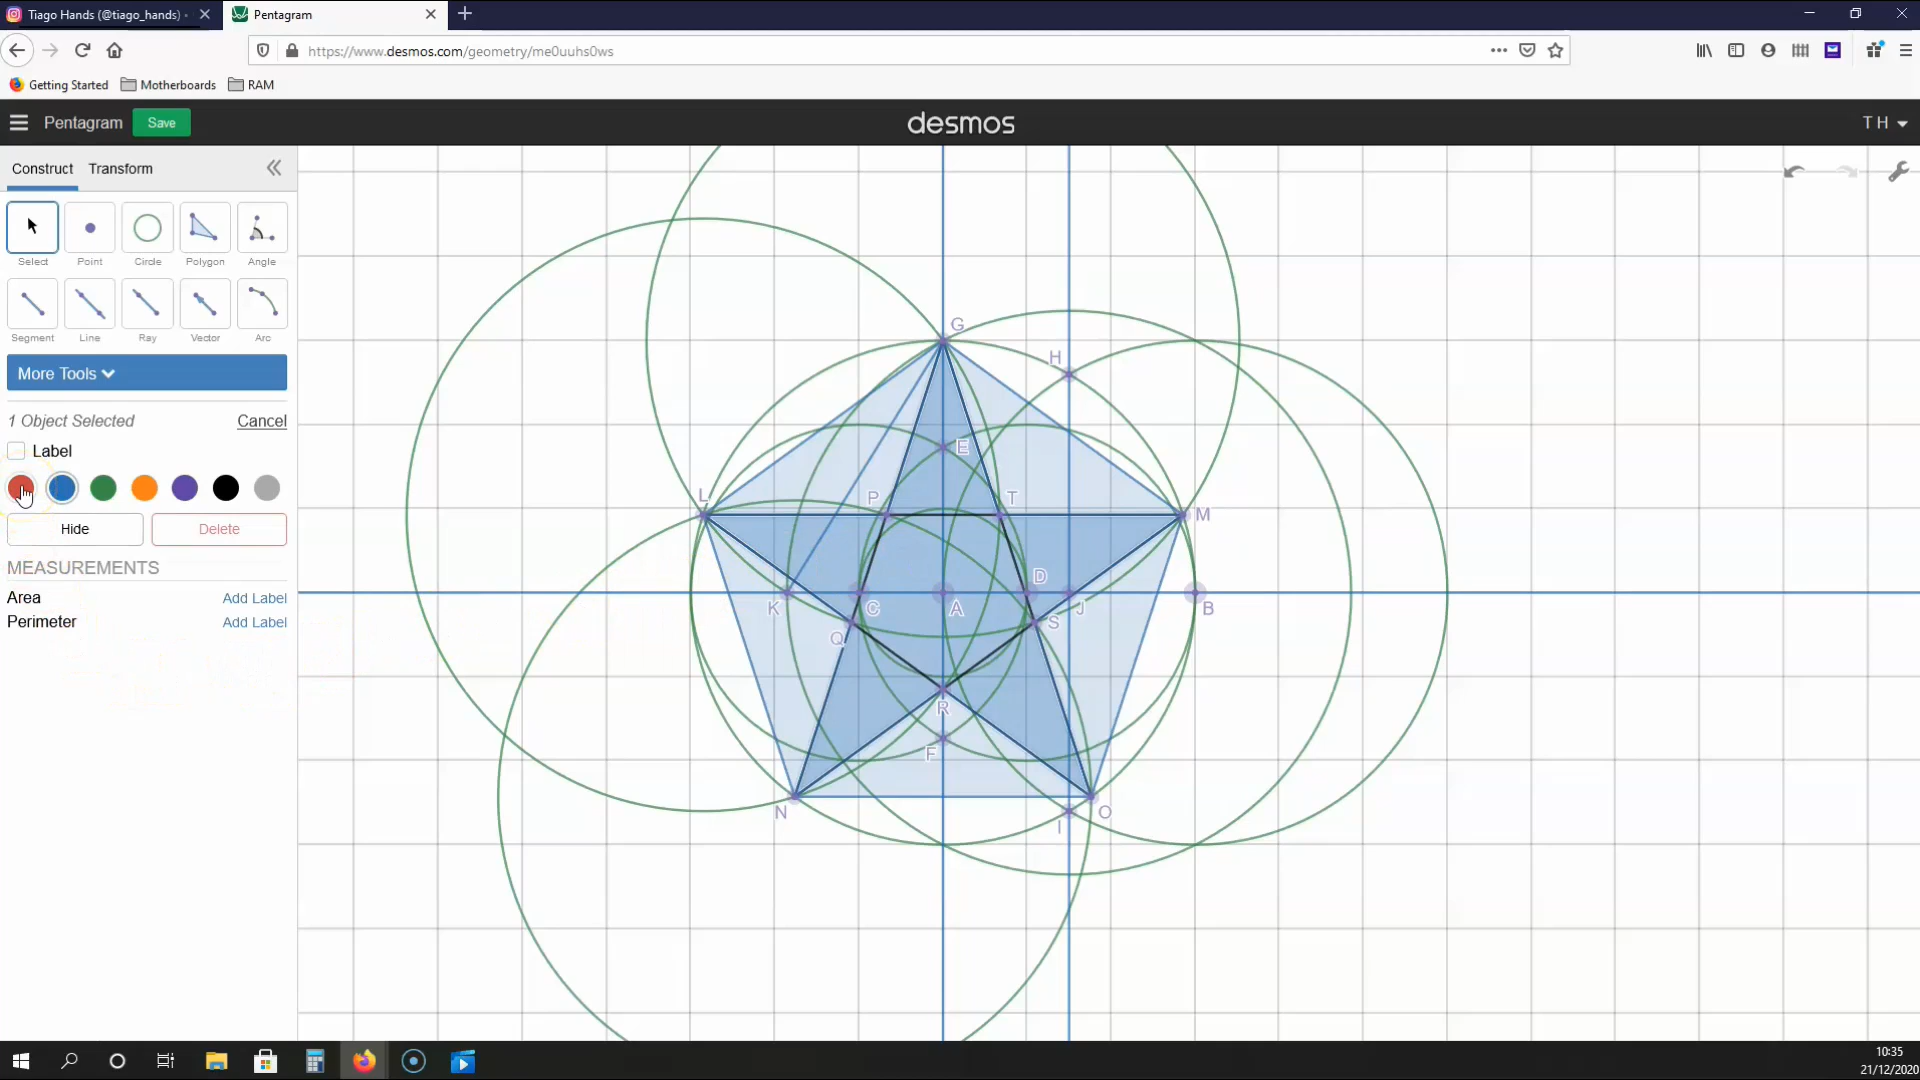 Tiago Hands (@tiago_hands) ·
Pentagram
https://www.desmos.com/geometry/me0uuhs0ws
Getting Started
Motherboards
RAM
Pentagram
Save
desmos
T H
Construct
Transform
Select
Point
Circle
Polygon
Angle
Segment
Line
Ray
Vector
Arc
More Tools
1 Object Selected
Cancel
Label
Hide
Delete
MEASUREMENTS
Area
Add Label
Perimeter
Add Label
G
H
E
L
P
T
M
D
K
C
A
J
B
Q
S
R
F
N
I
O
10:35
21/12/2020